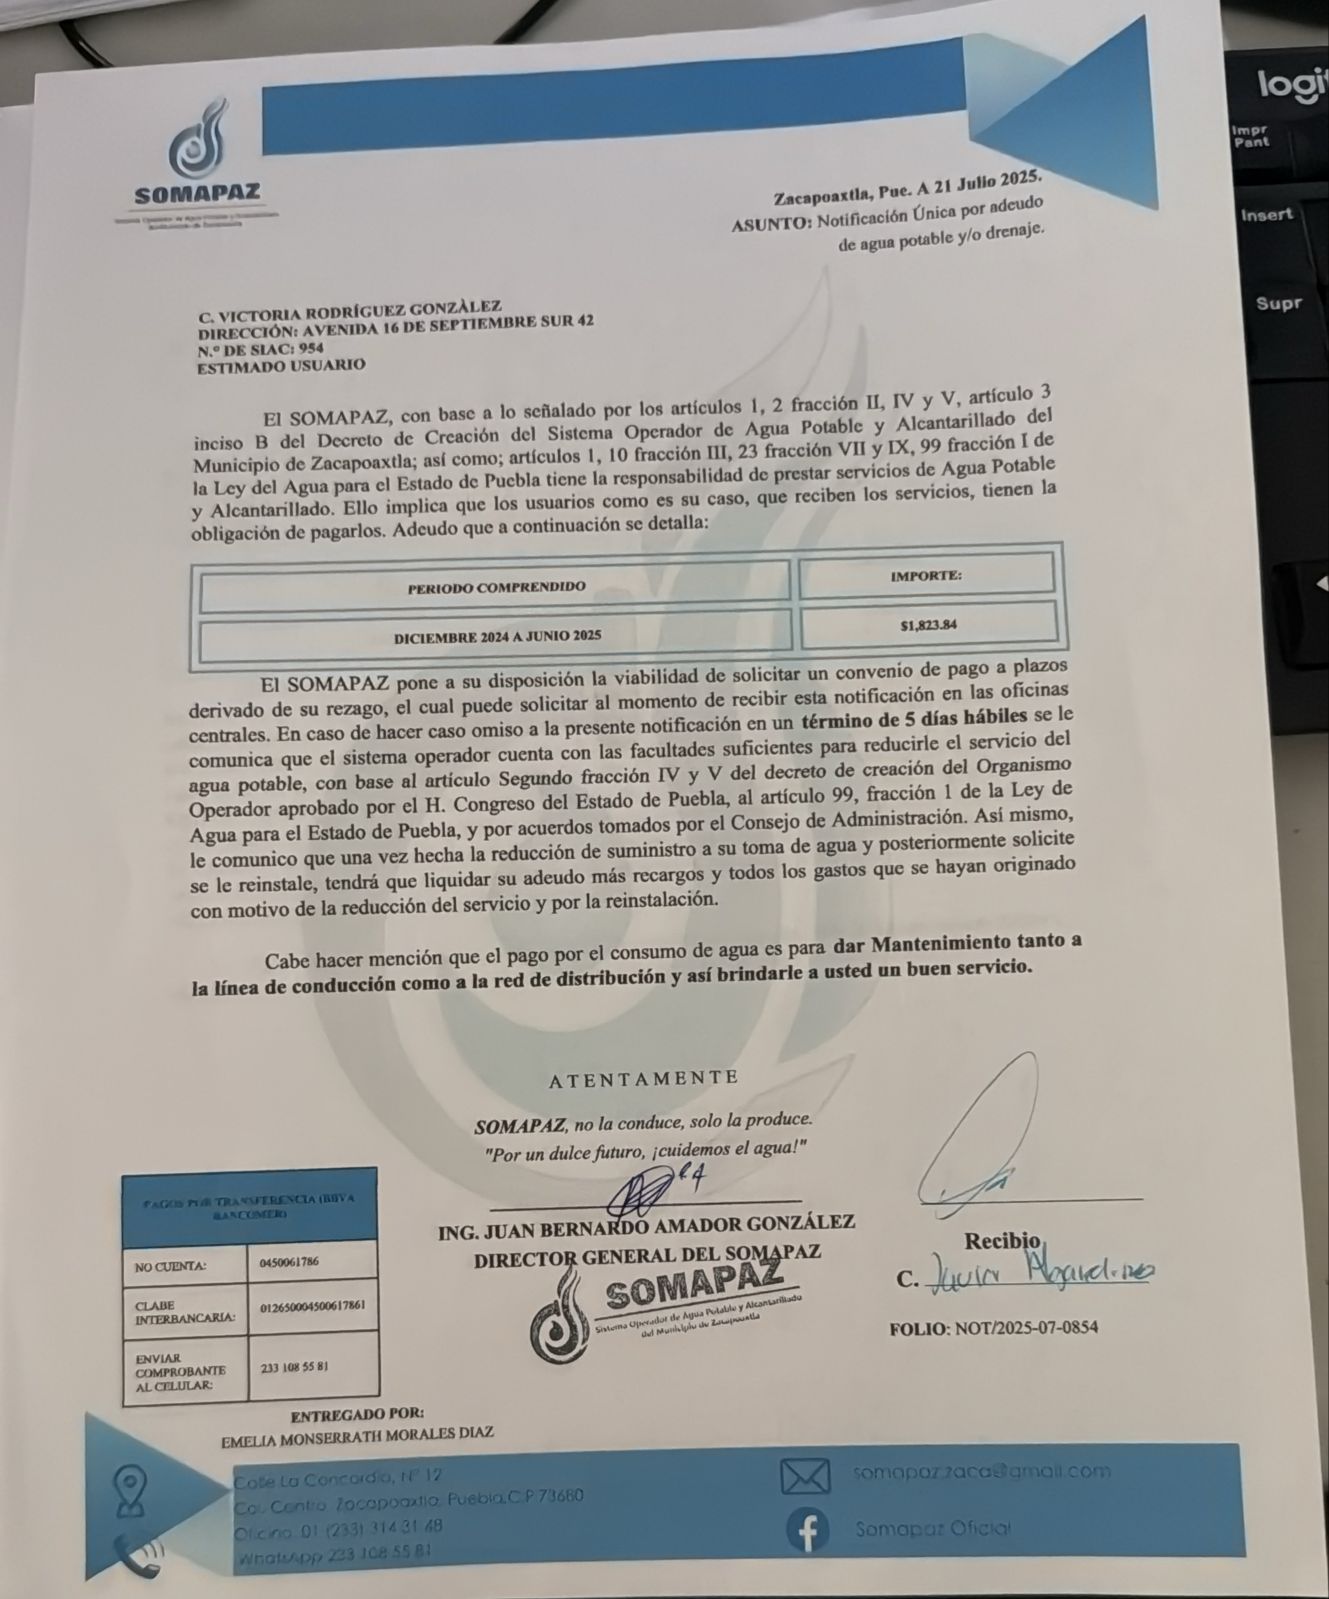 logi
Impr
Pant
Insert
Supr
SOMAPAZ
Zacapoaxtla, Pue. A 21 Julio 2025.
ASUNTO: Notificación Única por adeudo
de agua potable y/o drenaje.
C. VICTORIA RODRÍGUEZ GONZÀLEZ
DIRECCIÓN: AVENIDA 16 DE SEPTIEMBRE SUR 42
N.º DE SIAC: 954
ESTIMADO USUARIO
El SOMAPAZ, con base a lo señalado por los artículos 1, 2 fracción II, IV y V, artículo 3
inciso B del Decreto de Creación del Sistema Operador de Agua Potable y Alcantarillado del
Municipio de Zacapoaxtla; así como; artículos 1, 10 fracción III, 23 fracción VII y IX, 99 fracción I de
la Ley del Agua para el Estado de Puebla tiene la responsabilidad de prestar servicios de Agua Potable
y Alcantarillado. Ello implica que los usuarios como es su caso, que reciben los servicios, tienen la
obligación de pagarlos. Adeudo que a continuación se detalla:
PERIODO COMPRENDIDO IMPORTE:
DICIEMBRE 2024 A JUNIO 2025 $1,823.84
El SOMAPAZ pone a su disposición la viabilidad de solicitar un convenio de pago a plazos
derivado de su rezago, el cual puede solicitar al momento de recibir esta notificación en las oficinas
centrales. En caso de hacer caso omiso a la presente notificación en un término de 5 días hábiles se le
comunica que el sistema operador cuenta con las facultades suficientes para reducirle el servicio del
agua potable, con base al artículo Segundo fracción IV y V del decreto de creación del Organismo
Operador aprobado por el H. Congreso del Estado de Puebla, al artículo 99, fracción 1 de la Ley de
Agua para el Estado de Puebla, y por acuerdos tomados por el Consejo de Administración. Así mismo,
le comunico que una vez hecha la reducción de suministro a su toma de agua y posteriormente solicite
se le reinstale, tendrá que liquidar su adeudo más recargos y todos los gastos que se hayan originado
con motivo de la reducción del servicio y por la reinstalación.
Cabe hacer mención que el pago por el consumo de agua es para dar Mantenimiento tanto a
la línea de conducción como a la red de distribución y así brindarle a usted un buen servicio.
ATENTAMENTE
SOMAPAZ, no la conduce, solo la produce.
"Por un dulce futuro, ¡cuidemos el agua!"
ING. JUAN BERNARDO AMADOR GONZÁLEZ
DIRECTOR GENERAL DEL SOMAPAZ
SOMAPAZ
Sistema Operador de Agua Potable y Alcantarillado
del Municipio de Zacapoaxtla
Recibio
C. Javier
FOLIO: NOT/2025-07-0854
PAGOS POR TRANSFERENCIA (BBVA
BANCOMER)
NO CUENTA: 0450061786
CLABE
INTERBANCARIA: 012650004500617861
ENVIAR
COMPROBANTE
AL CELULAR: 233 108 55 81
ENTREGADO POR:
EMELIA MONSERRATH MORALES DIAZ
Calle La Concordia, Nº 12
Col. Centro. Zacapoaxtla, Puebla,C.P 73680
Oficina. 01 (233) 314 31 48
WhatsApp 233 108 55 81
somapaz.zaca@gmail.com
Somapaz Oficial